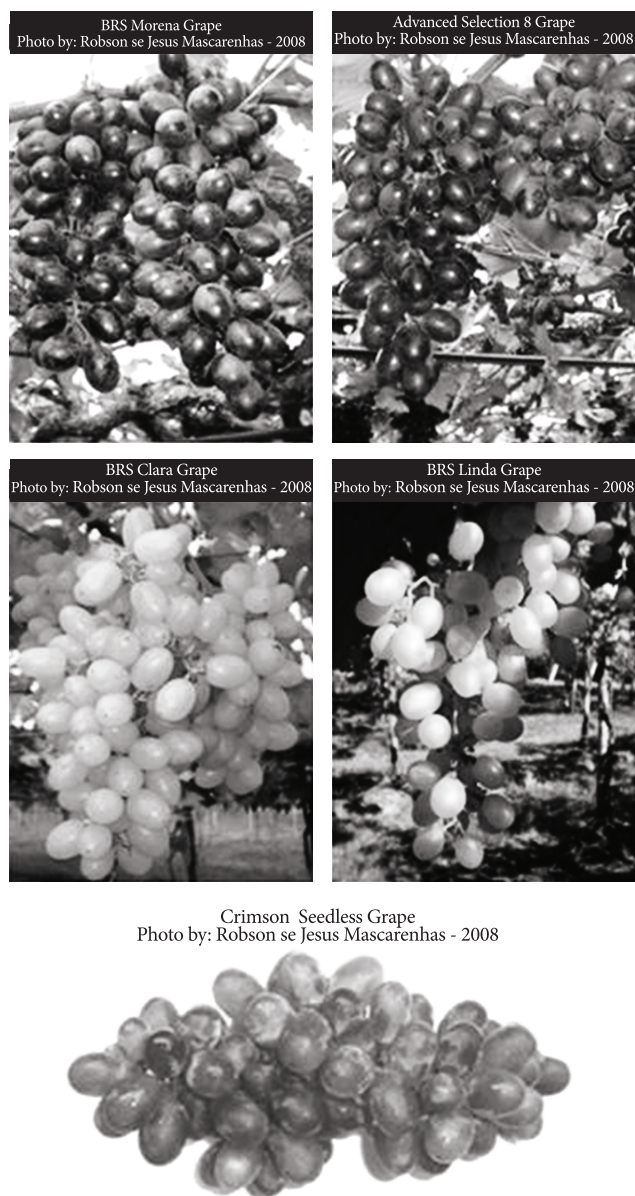 BRS Morena Grape
Photo by: Robson se Jesus Mascarenhas - 2008
Advanced Selection 8 Grape
Photo by: Robson se Jesus Mascarenhas - 2008
BRS Clara Grape
Photo by: Robson se Jesus Mascarenhas - 2008
BRS Linda Grape
Photo by: Robson se Jesus Mascarenhas - 2008
Crimson Seedless Grape
Photo by: Robson se Jesus Mascarenhas - 2008